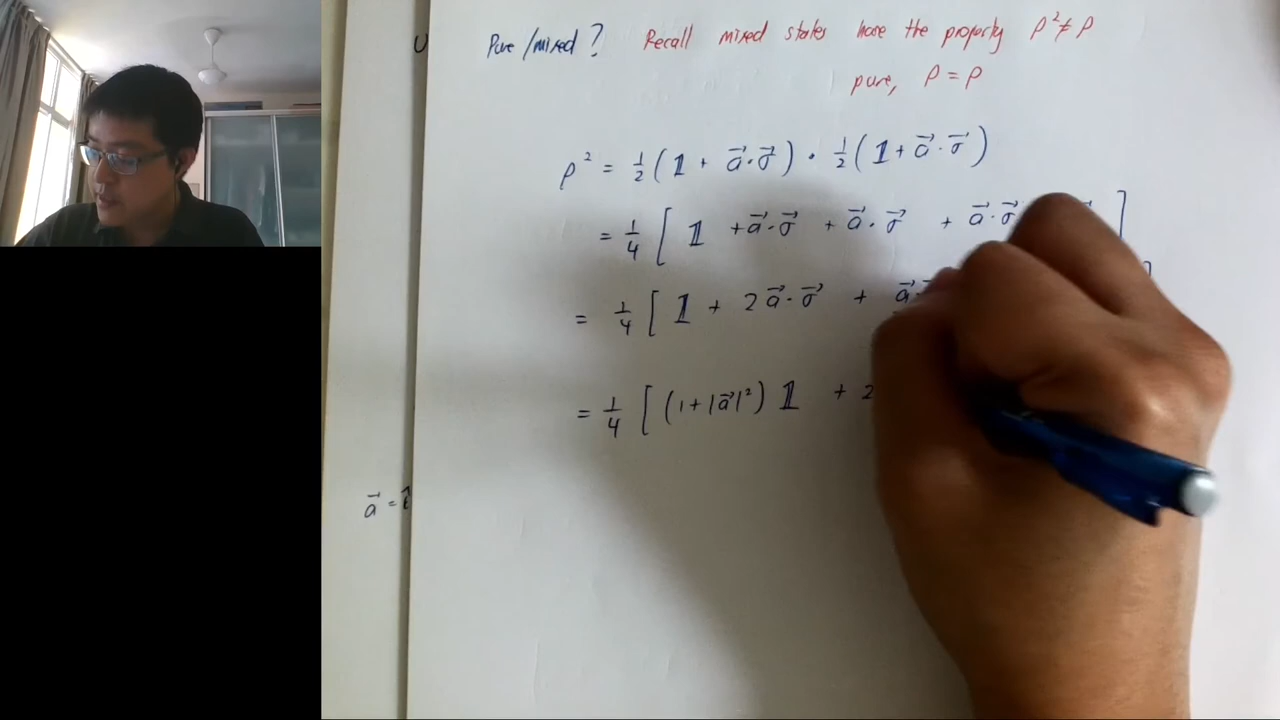 Pure/mixed? Recall mixed states have the property ρ² ≠ ρ
pure, ρ = ρ
ρ² = ½(𝟙 + a⃗·σ⃗) · ½(𝟙 + a⃗·σ⃗)
= ¼ [ 𝟙 + a⃗·σ⃗ + a⃗·σ⃗ + a⃗·σ⃗ ]
= ¼ [ 𝟙 + 2a⃗·σ⃗ + a⃗· ]
= ¼ [ (1+|a⃗|²) 𝟙 + 2
a⃗ =